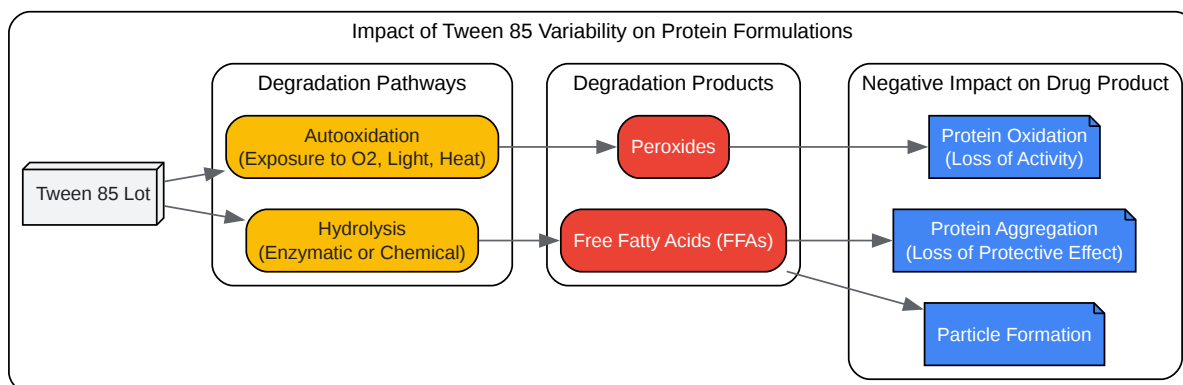 Impact of Tween 85 Variability on Protein Formulations
Degradation Pathways
Degradation Products
Negative Impact on Drug Product
Tween 85 Lot
Autooxidation
(Exposure to O2, Light, Heat)
Peroxides
Protein Oxidation
(Loss of Activity)
Hydrolysis
(Enzymatic or Chemical)
Free Fatty Acids (FFAs)
Protein Aggregation
(Loss of Protective Effect)
Particle Formation